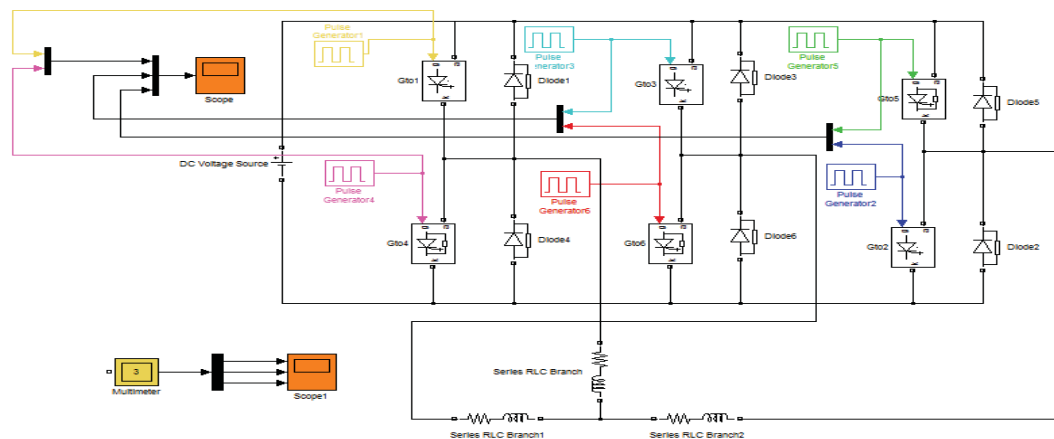 Pulse
Generator1
Scope
g
a
Gto1
k
Diode1
Pulse
Generator3
g
a
Gto3
k
Diode3
Pulse
Generator5
g
a
Gto5
k
Diode5
DC Voltage Source
+
Pulse
Generator4
g
a
Gto4
k
Diode4
Pulse
Generator6
g
a
Gto6
k
Diode6
Pulse
Generator2
g
a
Gto2
k
Diode2
3
Multimeter
Scope1
Series RLC Branch
Series RLC Branch1
Series RLC Branch2